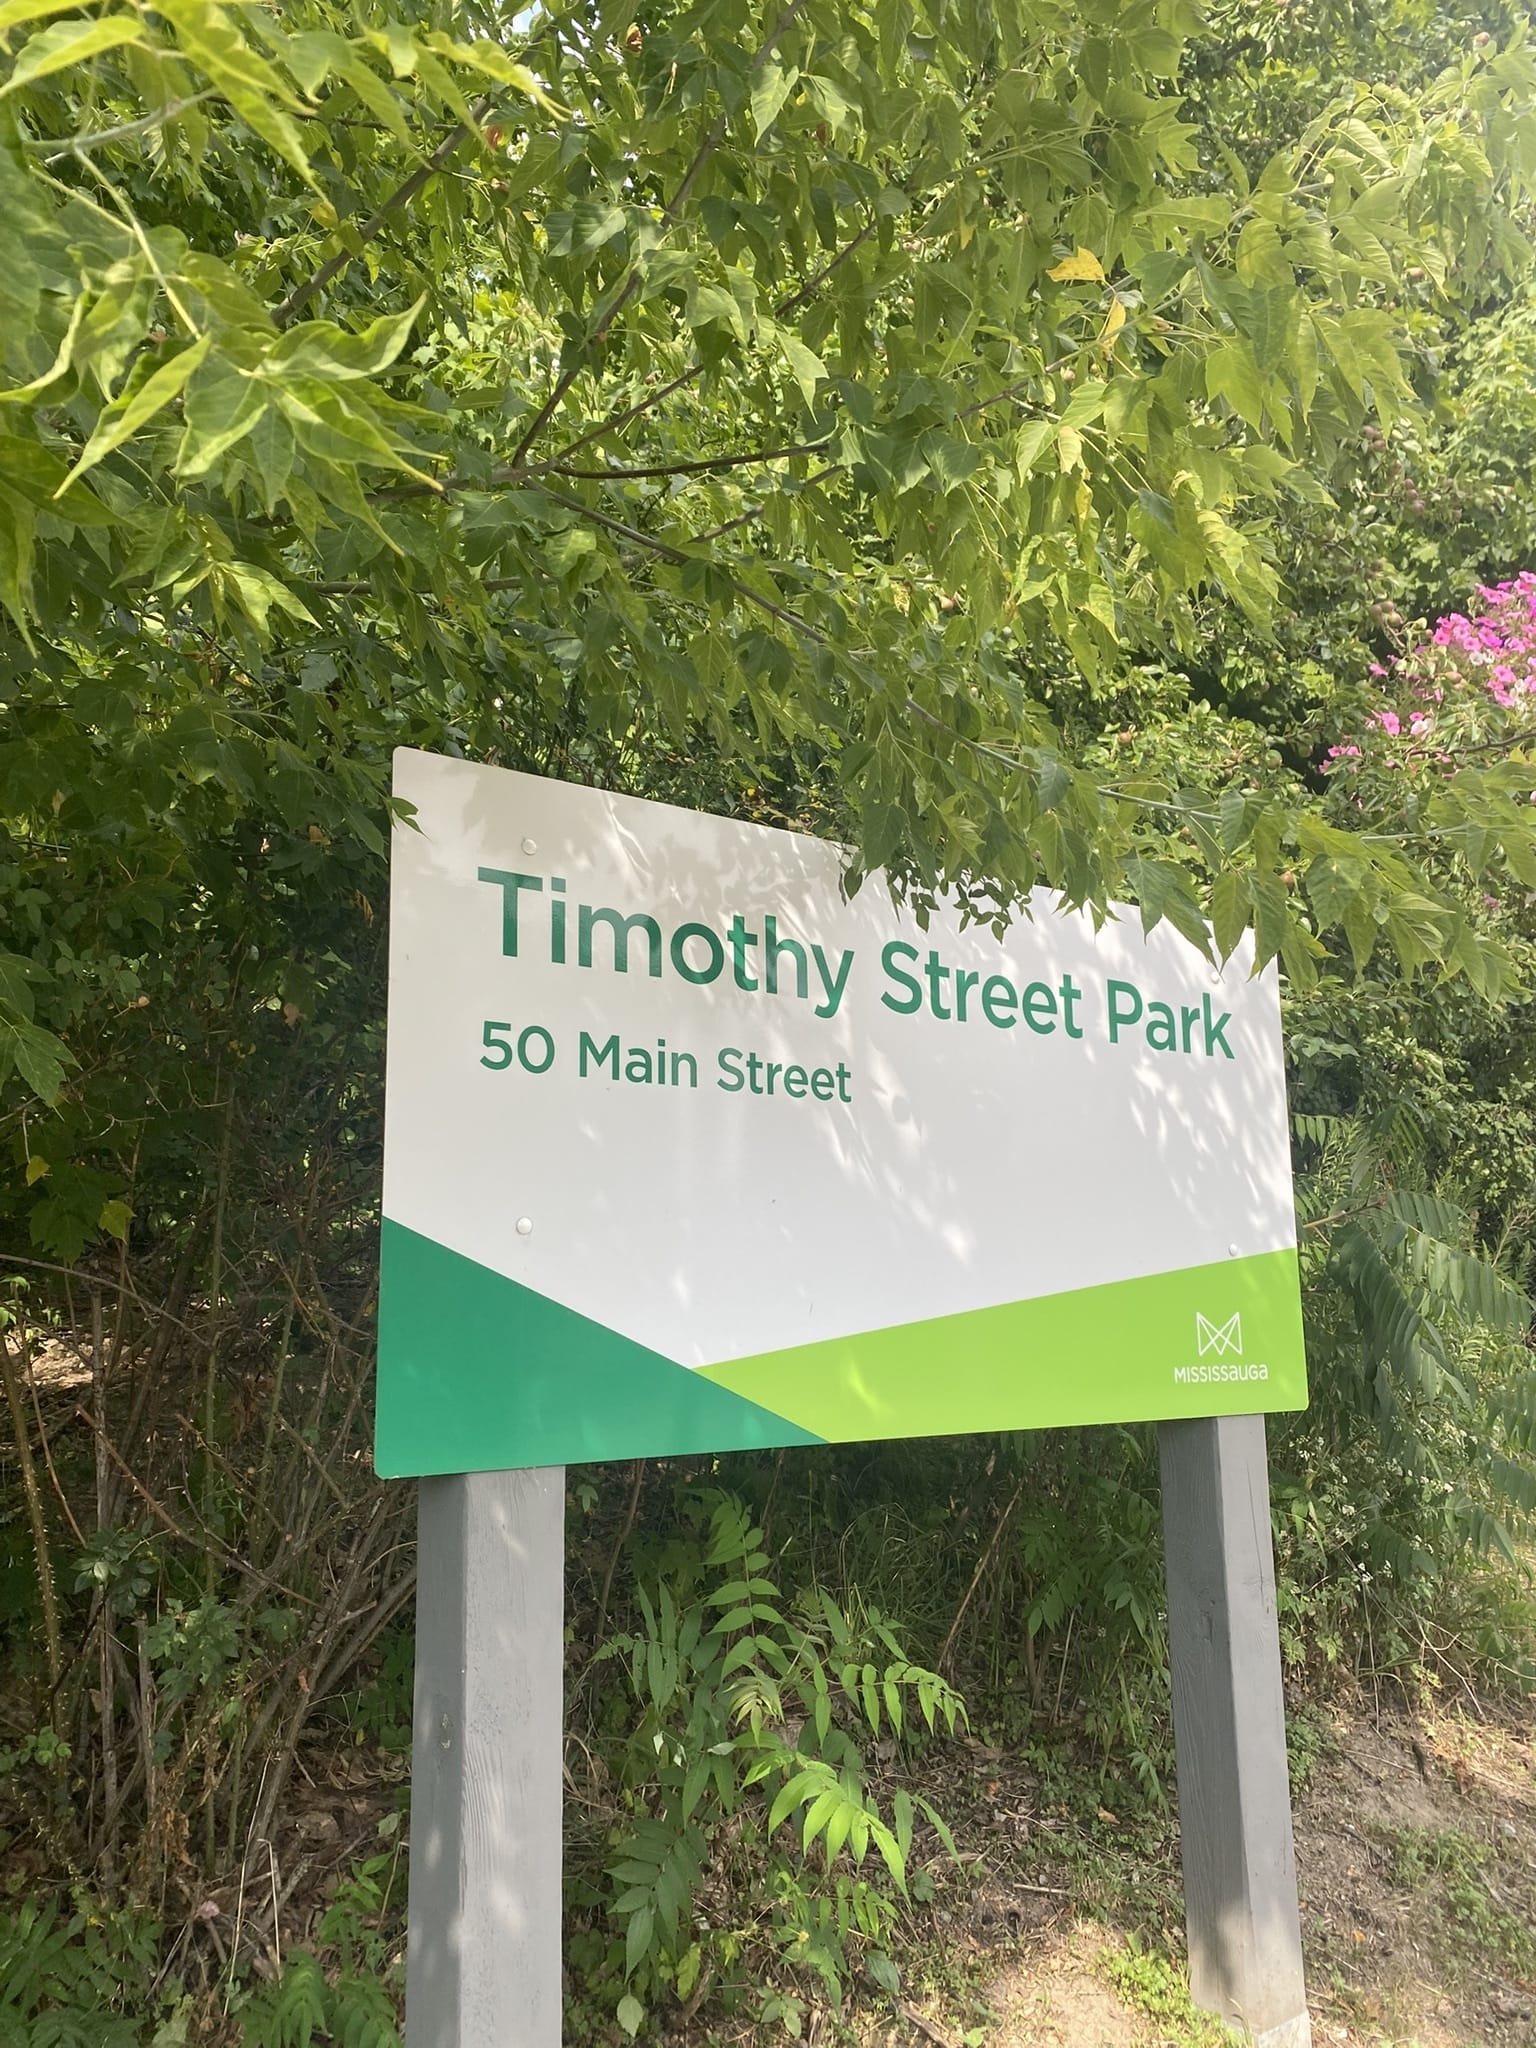 Timothy Street Park
50 Main Street
MISSISSauGa